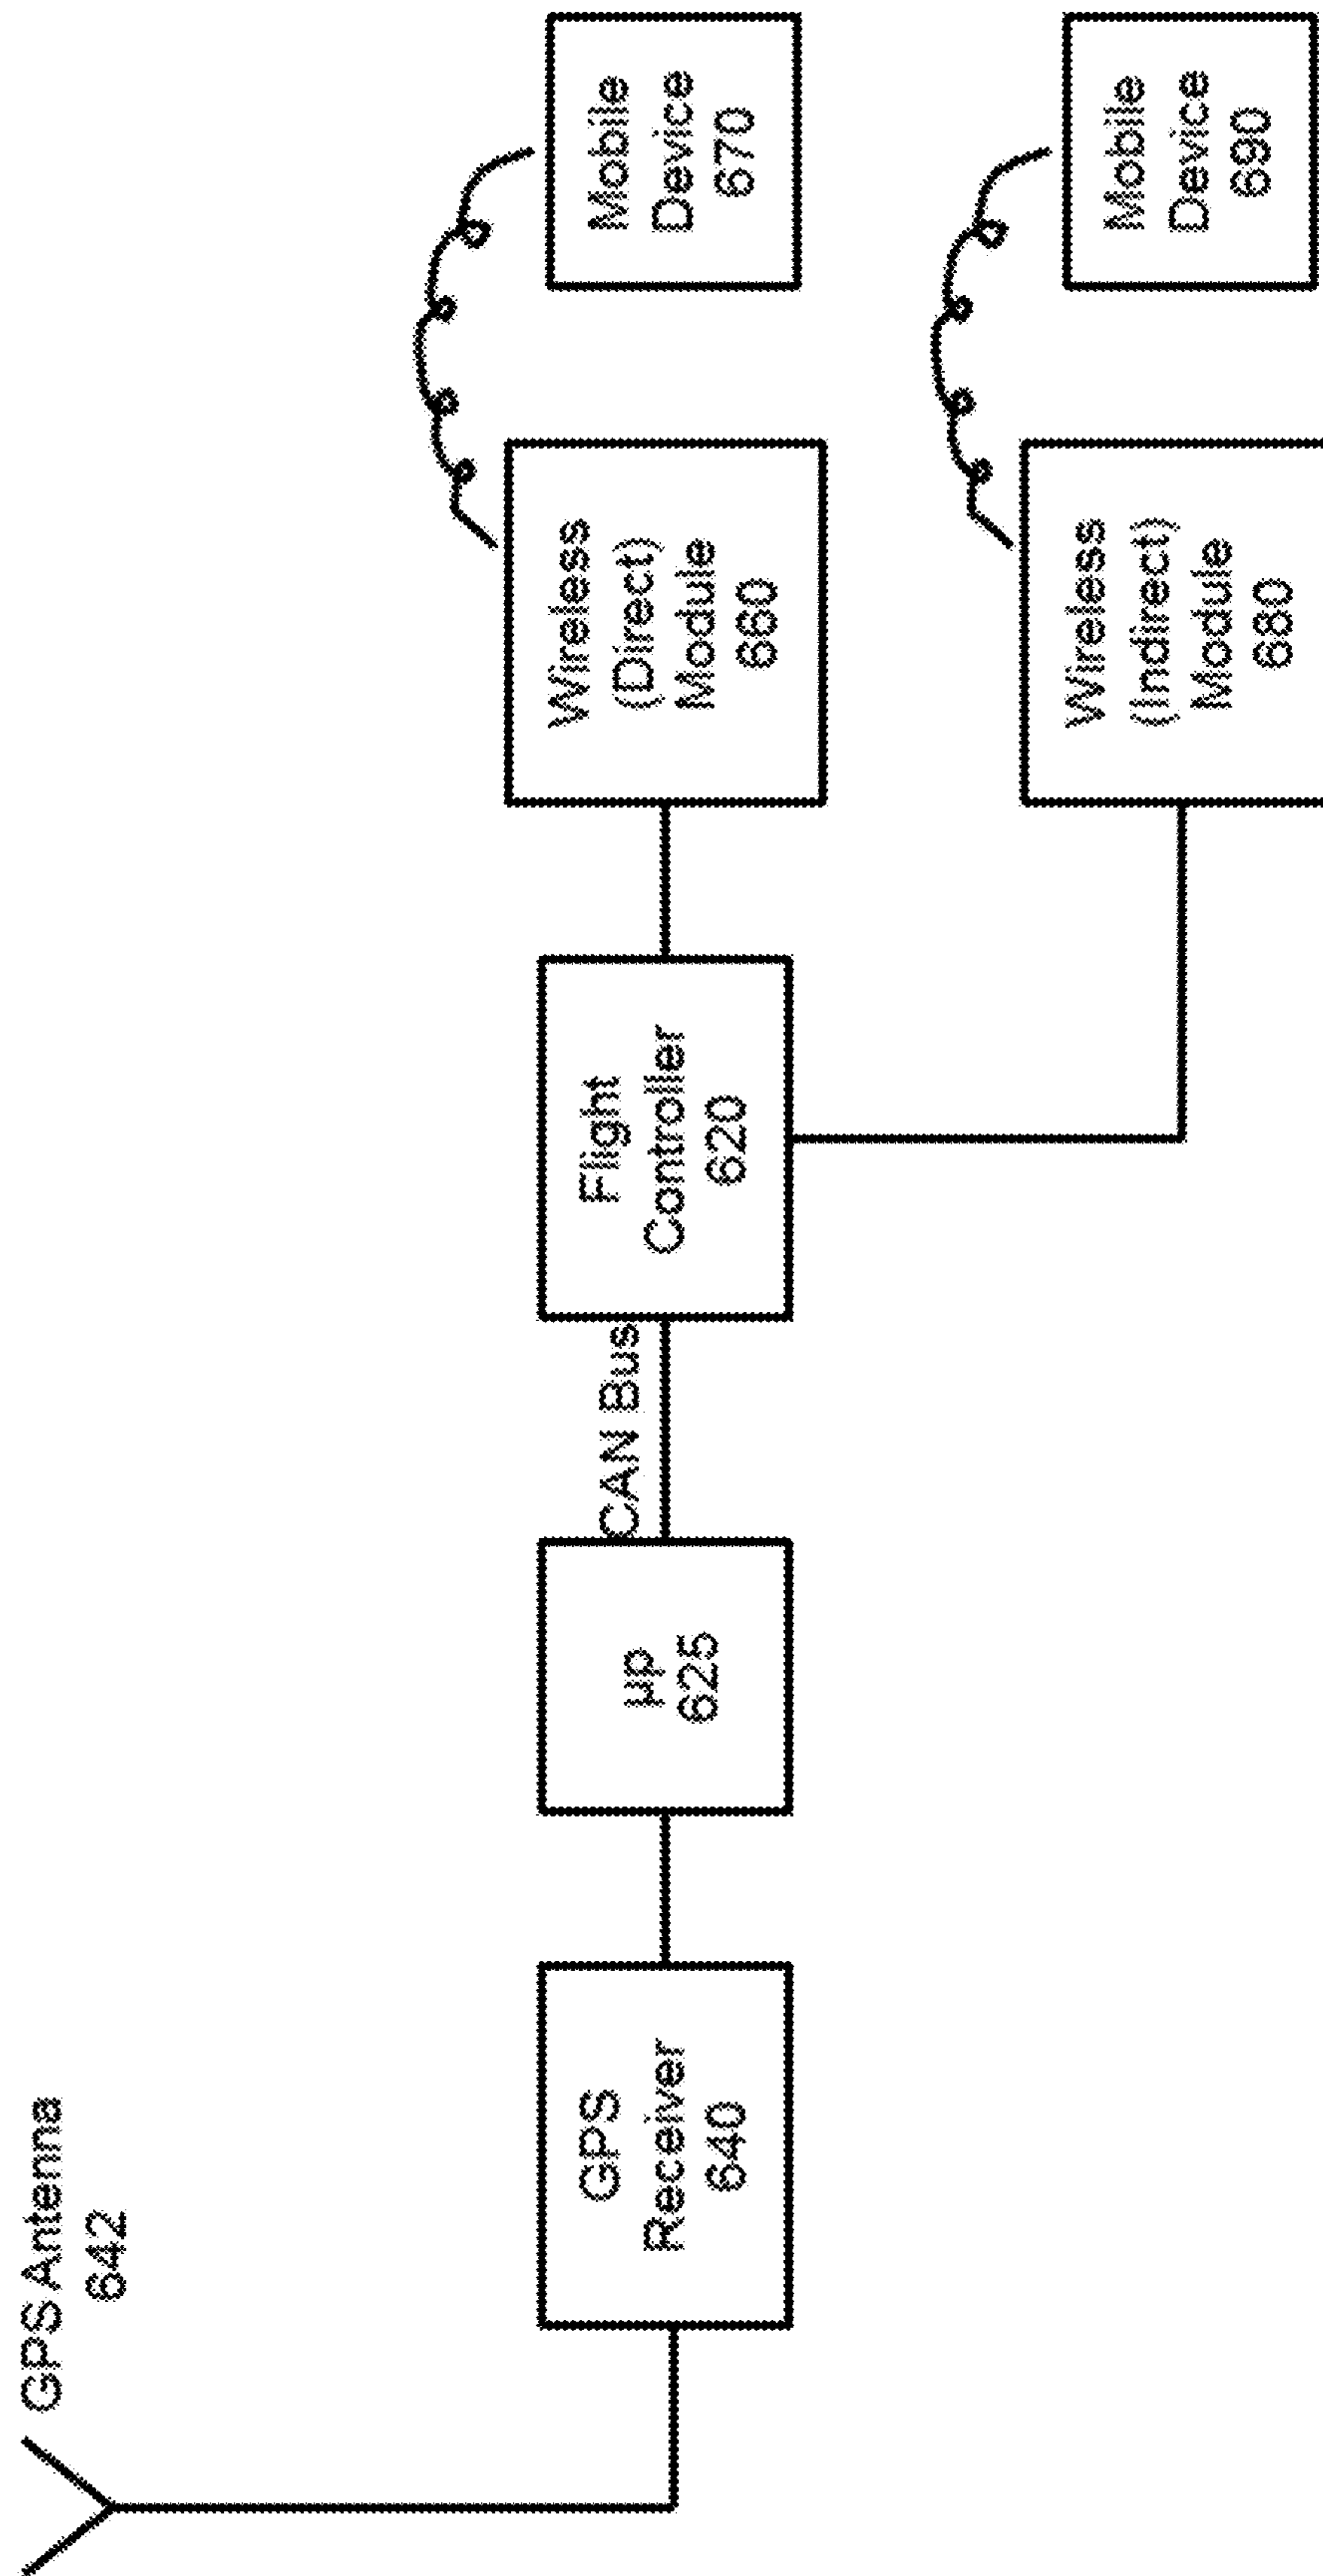 GPS Antenna
642
GPS
Receiver
640
µp
625
CAN Bus
Flight
Controller
620
Wireless
(Direct)
Module
660
Mobile
Device
670
Wireless
(Indirect)
Module
680
Mobile
Device
690